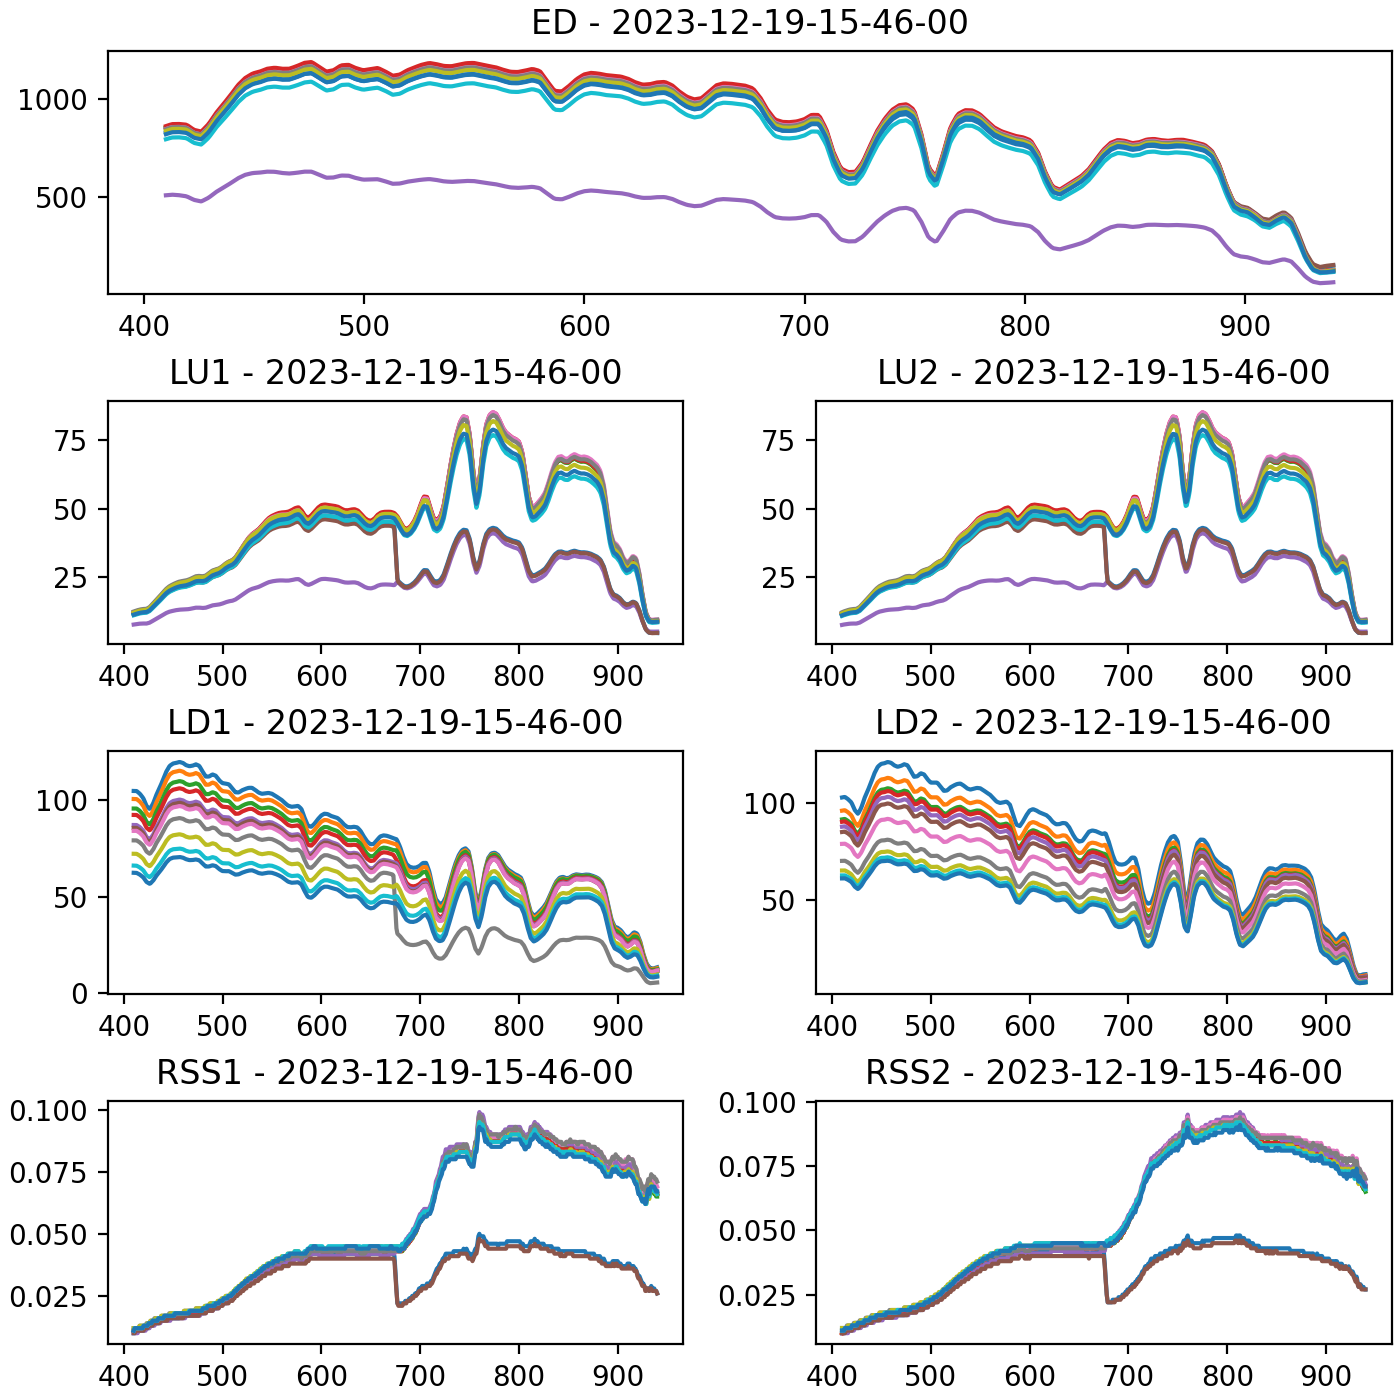 ED - 2023-12-19-15-46-00
1000
500
400 500 600 700 800 900
LU1 - 2023-12-19-15-46-00
75
50
25
400 500 600 700 800 900
LU2 - 2023-12-19-15-46-00
75
50
25
400 500 600 700 800 900
LD1 - 2023-12-19-15-46-00
100
50
0
400 500 600 700 800 900
LD2 - 2023-12-19-15-46-00
100
50
400 500 600 700 800 900
RSS1 - 2023-12-19-15-46-00
0.100
0.075
0.050
0.025
400 500 600 700 800 900
RSS2 - 2023-12-19-15-46-00
0.100
0.075
0.050
0.025
400 500 600 700 800 900